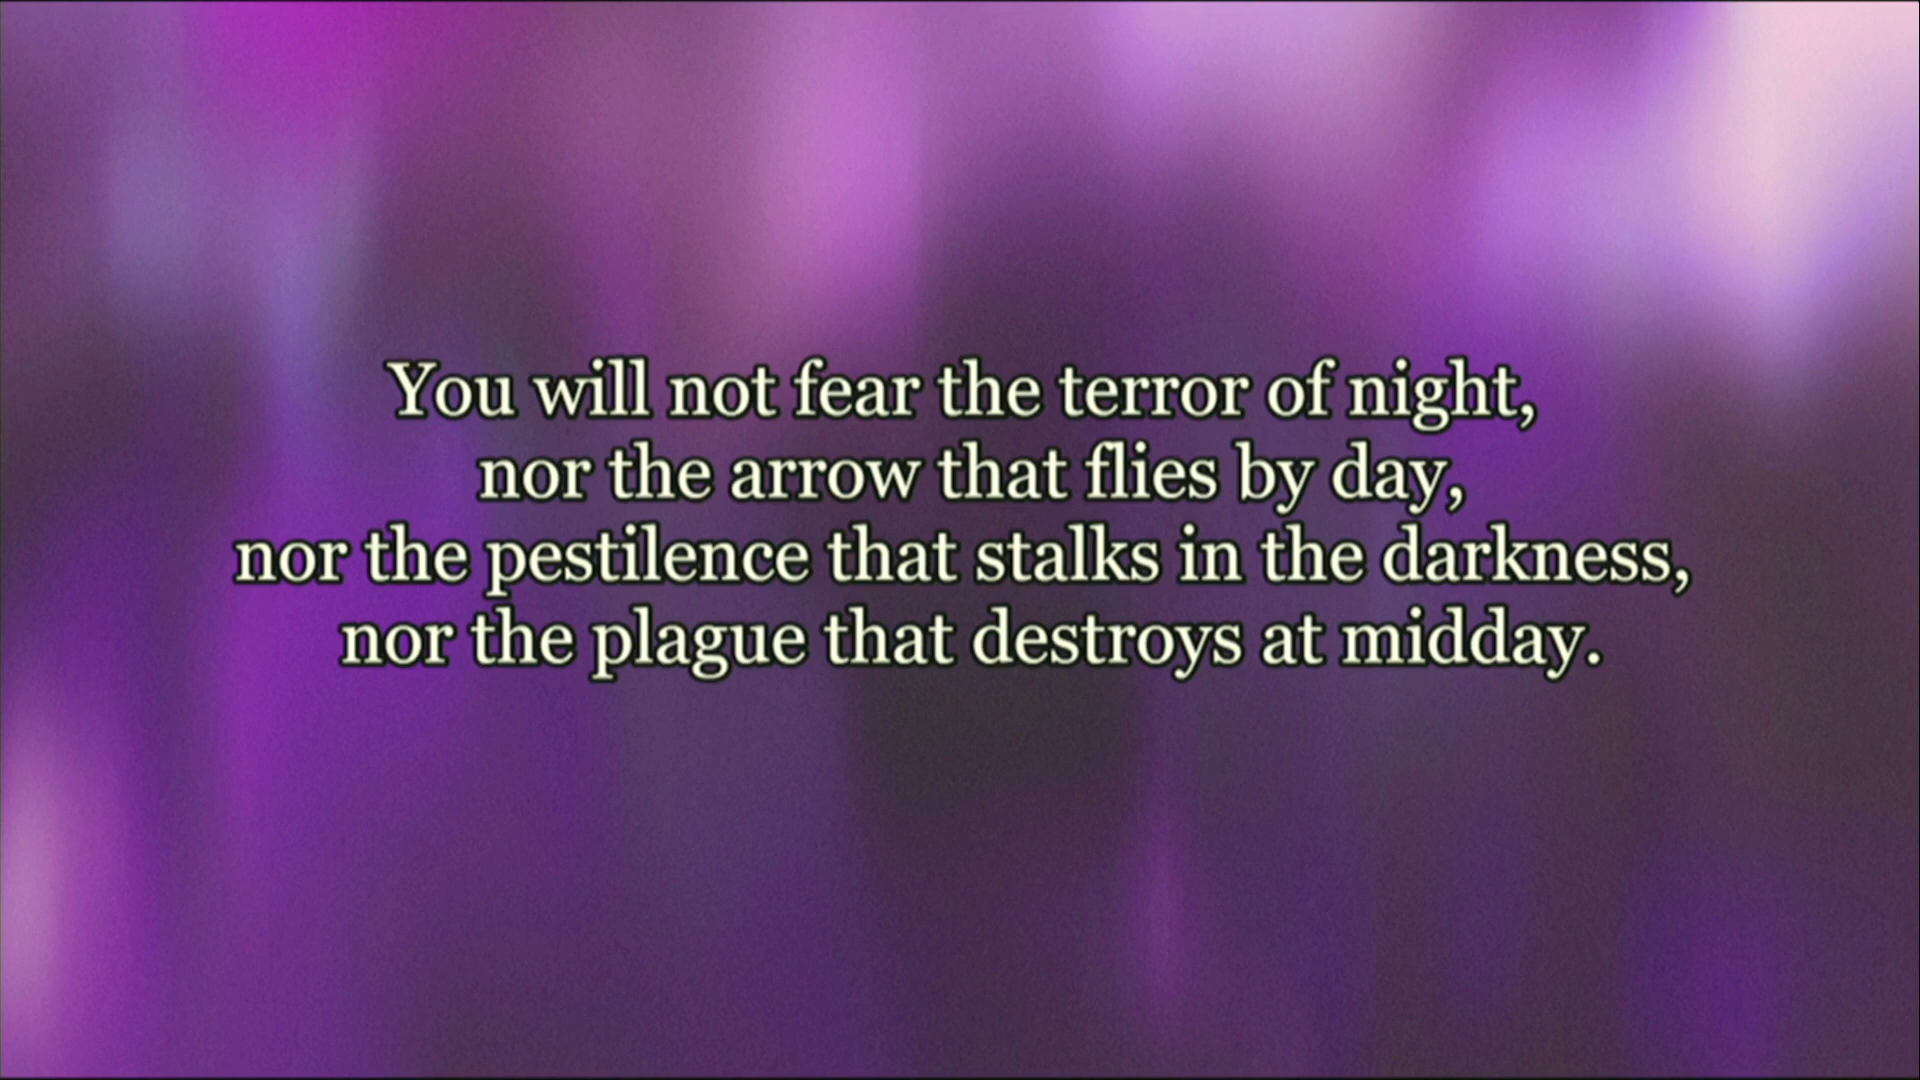 You will not fear the terror of night,
nor the arrow that flies by day,
nor the pestilence that stalks in the darkness,
nor the plague that destroys at midday.